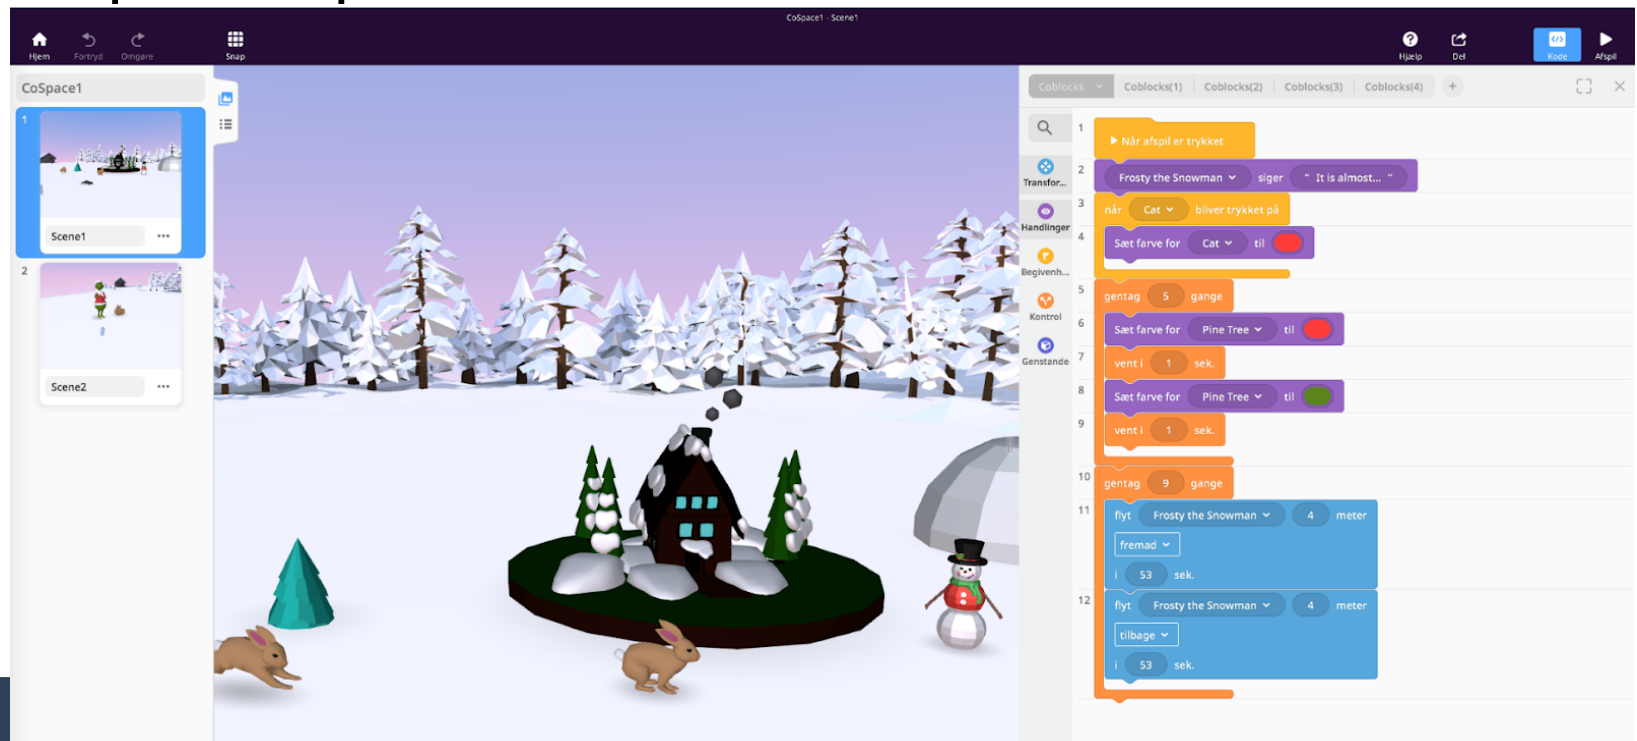 CoSpace1 - Scene1
Hjem
Fortryd
Omgøre
Snap
Hjælp
Del
Kode
Afspil
CoSpace1
1
Scene1
2
Scene2
Coblocks
Coblocks(1)
Coblocks(2)
Coblocks(3)
Coblocks(4)
+
Transfor...
Handlinger
Begivenh...
Kontrol
Genstande
1
Når afspil er trykket
2
Frosty the Snowman siger “ It is almost... “
3
når Cat bliver trykket på
4
Sæt farve for Cat til
5
gentag 5 gange
6
Sæt farve for Pine Tree til
7
vent i 1 sek.
8
Sæt farve for Pine Tree til
9
vent i 1 sek.
10
gentag 9 gange
11
flyt Frosty the Snowman 4 meter
fremad
i 53 sek.
12
flyt Frosty the Snowman 4 meter
tilbage
i 53 sek.